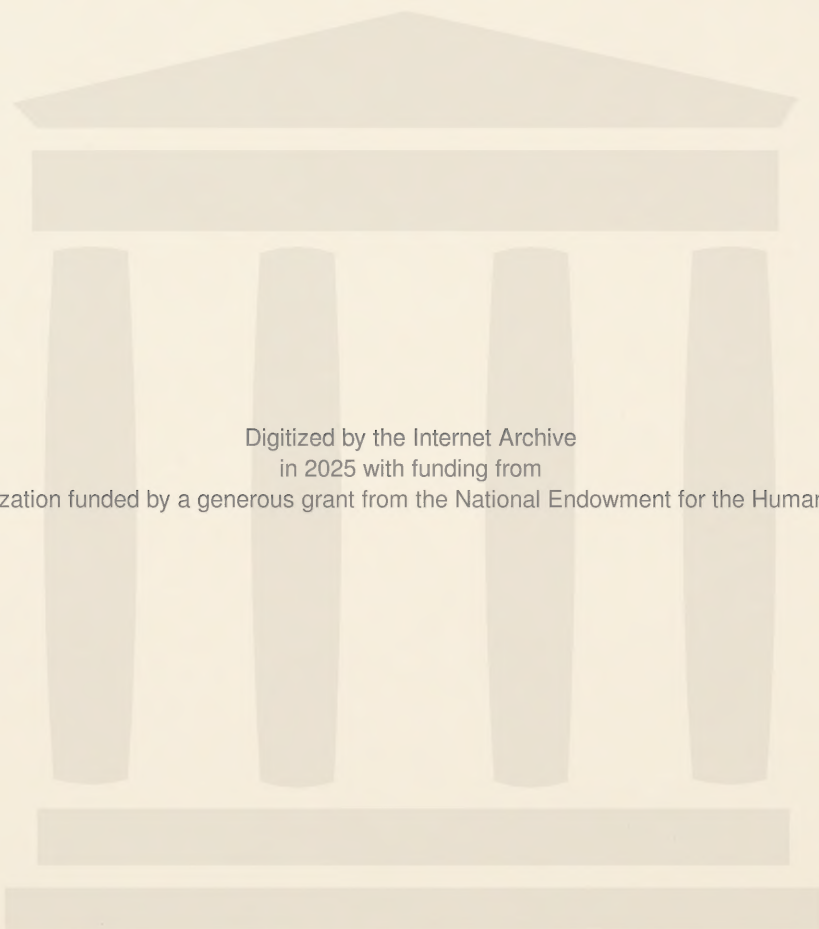 Digitized by the Internet Archive
in 2025 with funding from
zation funded by a generous grant from the National Endowment for the Human